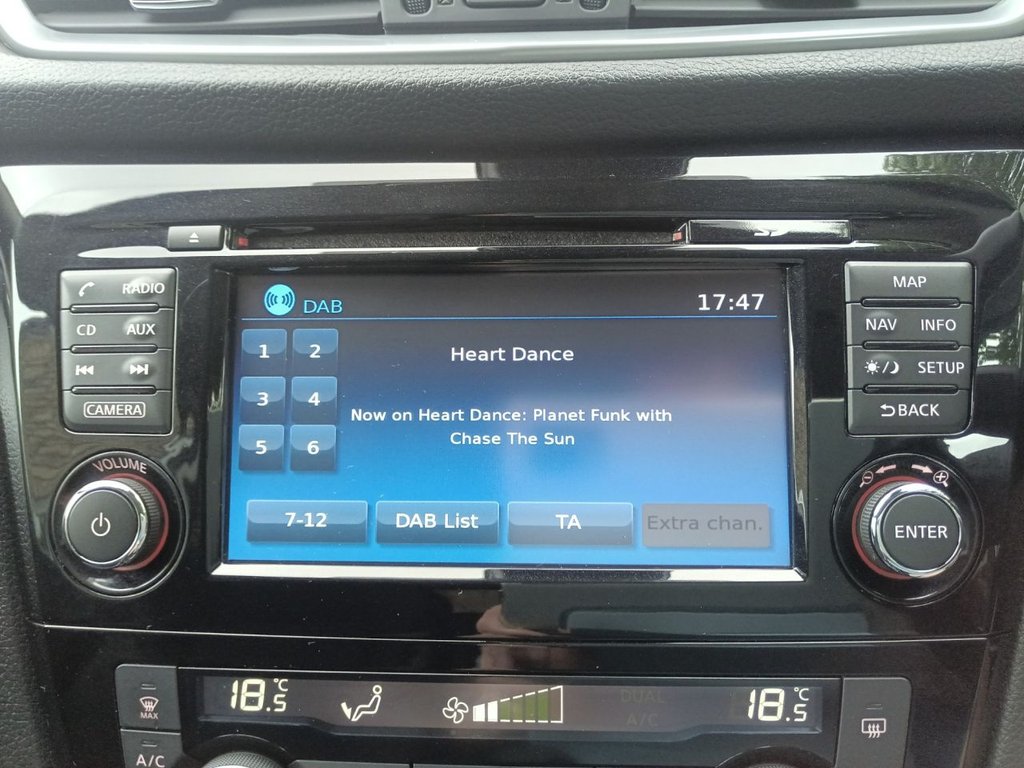 RADIO
CD AUX
CAMERA
VOLUME
DAB
17:47
1 2
3 4
5 6
Heart Dance
Now on Heart Dance: Planet Funk with
Chase The Sun
7-12
DAB List
TA
Extra chan.
MAP
NAV INFO
SETUP
BACK
ENTER
MAX
A/C
18.5°C
DUAL
A/C
18.5°C